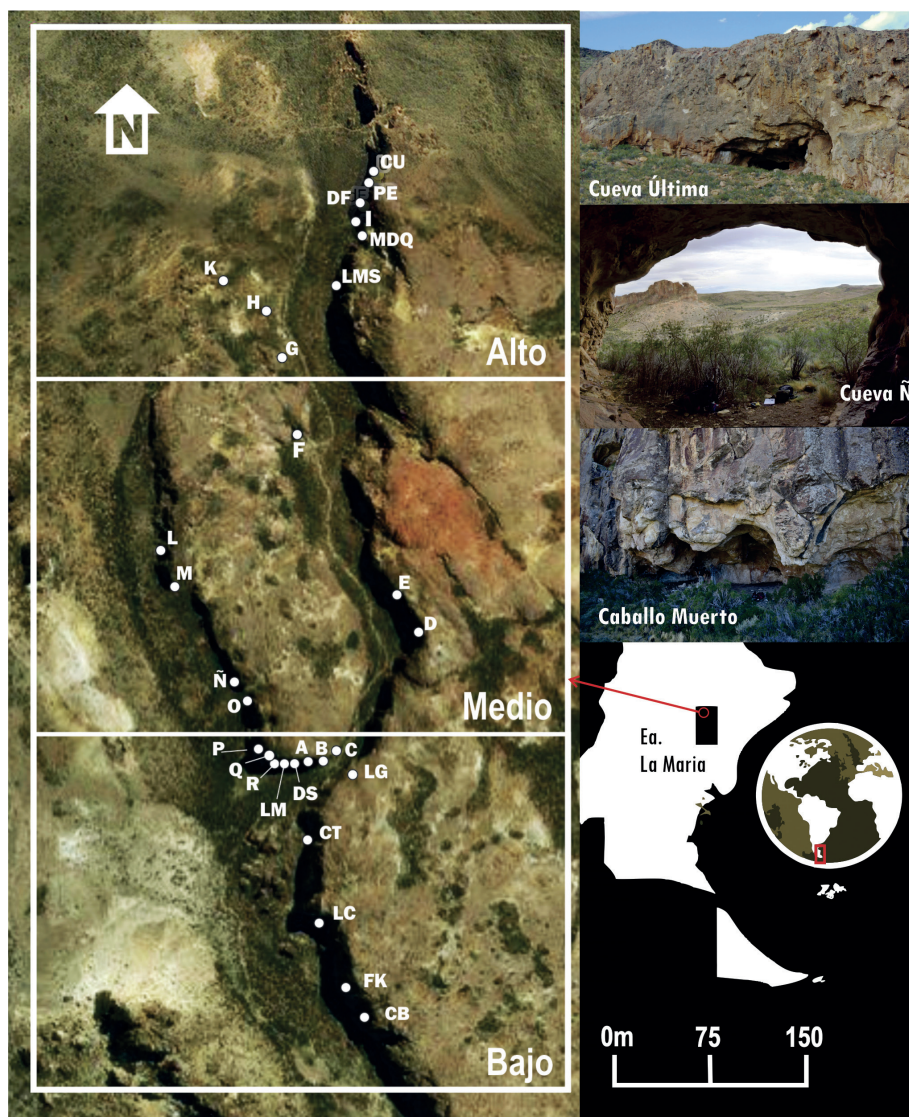 N
CU
PE
DF
I
MDQ
K
LMS
H
G
Alto
F
L
M
E
D
Ñ
O
Medio
P
A
B
C
Q
R
LG
LM
DS
CT
LC
FK
CB
Bajo
Cueva Última
Cueva Ñ
Caballo Muerto
Ea.
La Maria
0m
75
150